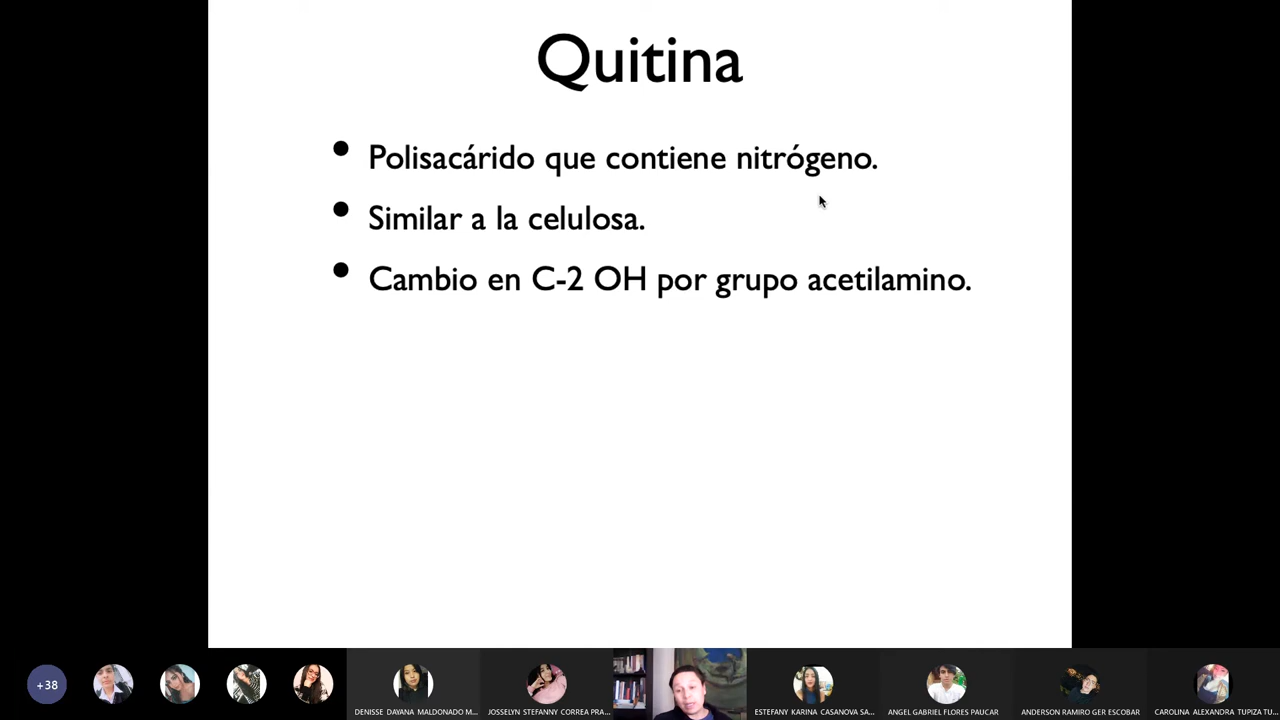 Quitina
• Polisacárido que contiene nitrógeno.
• Similar a la celulosa.
• Cambio en C-2 OH por grupo acetilamino.
+38
DENISSE DAYANA MALDONADO M...
JOSSELYN STEFANNY CORREA PRA...
ESTEFANY KARINA CASANOVA SA...
ANGEL GABRIEL FLORES PAUCAR
ANDERSON RAMIRO GER ESCOBAR
CAROLINA ALEXANDRA TUPIZA TU...